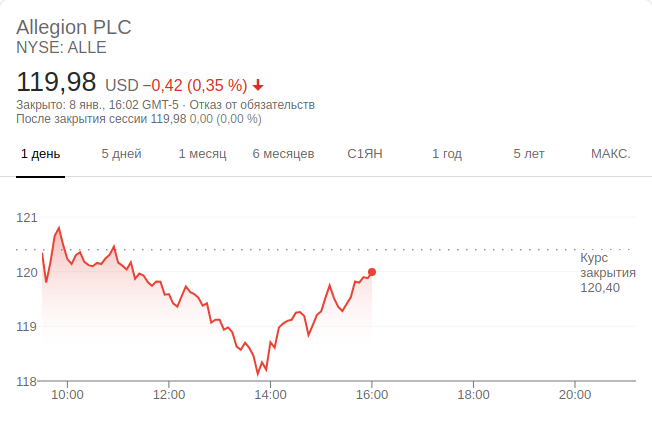 Allegion PLC
NYSE: ALLE
119,98 USD −0,42 (0,35 %)
Закрыто: 8 янв., 16:02 GMT-5 · Отказ от обязательств
После закрытия сессии 119,98 0,00 (0,00 %)
1 день 5 дней 1 месяц 6 месяцев С1ЯН 1 год 5 лет МАКС.
121
Курс
закрытия
120,40
120
119
118
10:00 12:00 14:00 16:00 18:00 20:00